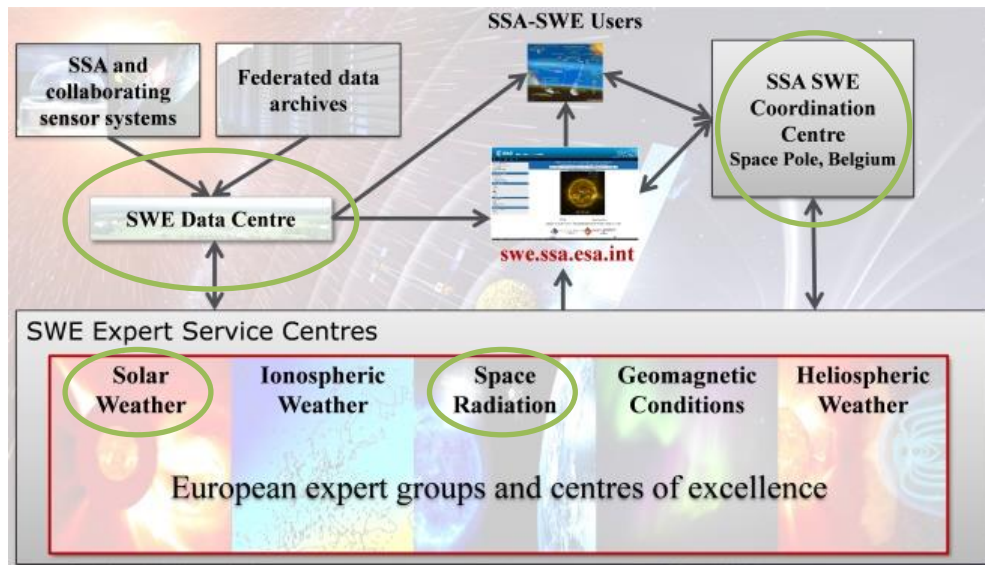 SSA-SWE Users
SSA and
collaborating
sensor systems
Federated data
archives
SSA SWE
Coordination
Centre
Space Pole, Belgium
SWE Data Centre
swe.ssa.esa.int
SWE Expert Service Centres
Solar
Weather
Ionospheric
Weather
Space
Radiation
Geomagnetic
Conditions
Heliospheric
Weather
European expert groups and centres of excellence